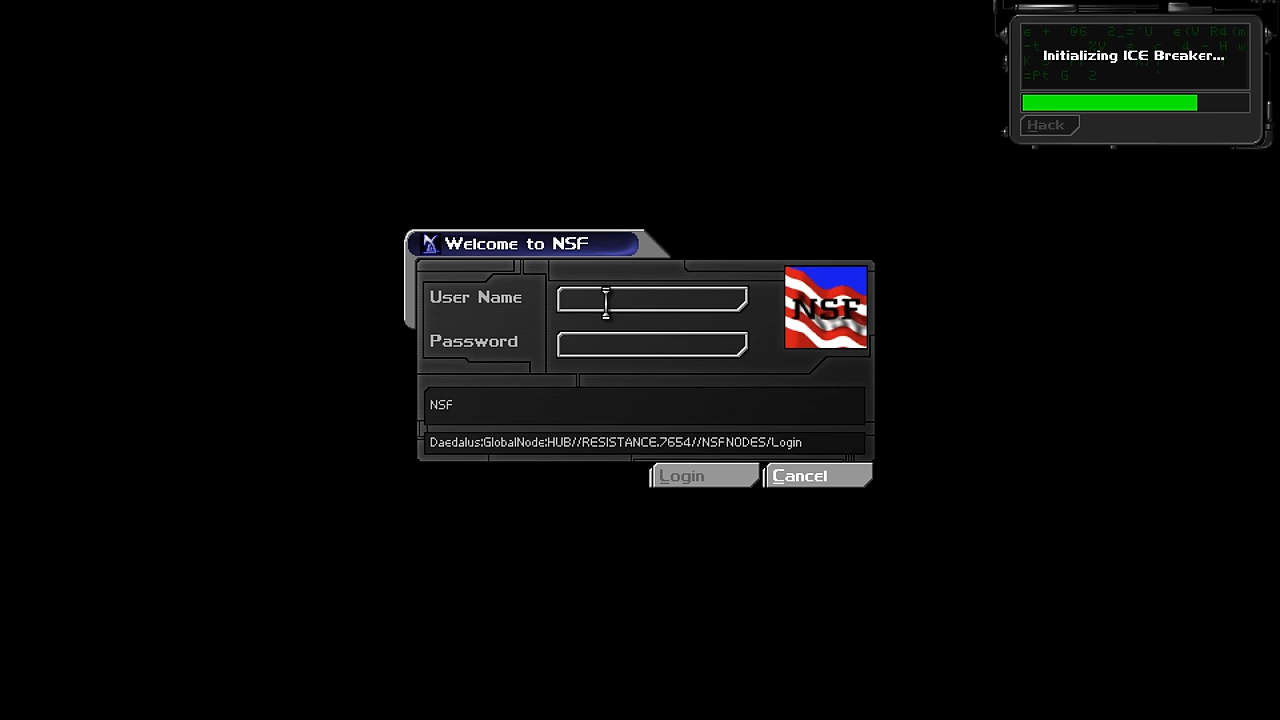 Initializing ICE Breaker...
Hack
Welcome to NSF
User Name
NSF
Password
NSF
Daedalus:GlobalNode:HUB//RESISTANCE.7654//NSFNODES/Login
Login
Cancel